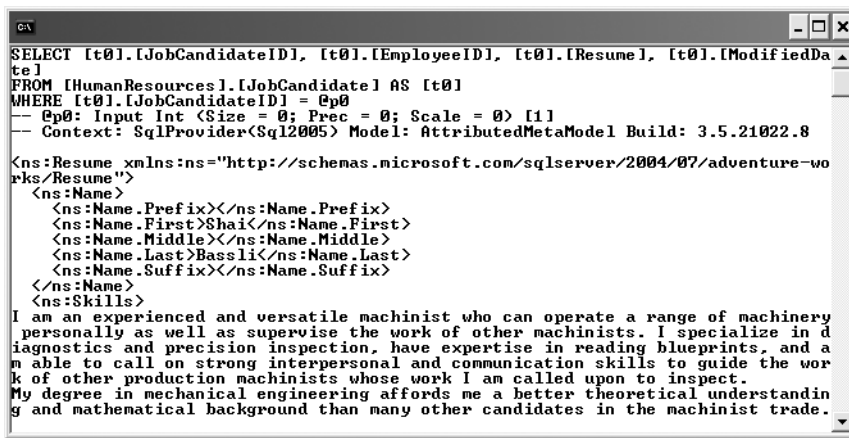 C:\
SELECT [t0].[JobCandidateID], [t0].[EmployeeID], [t0].[Resume], [t0].[ModifiedDa
te]
FROM [HumanResources].[JobCandidate] AS [t0]
WHERE [t0].[JobCandidateID] = @p0
-- @p0: Input Int (Size = 0; Prec = 0; Scale = 0) [1]
-- Context: SqlProvider(Sql2005) Model: AttributedMetaModel Build: 3.5.21022.8
<ns:Resume xmlns:ns="http://schemas.microsoft.com/sqlserver/2004/07/adventure-wo
rks/Resume">
<ns:Name>
<ns:Name.Prefix></ns:Name.Prefix>
<ns:Name.First>Shai</ns:Name.First>
<ns:Name.Middle></ns:Name.Middle>
<ns:Name.Last>Bassli</ns:Name.Last>
<ns:Name.Suffix></ns:Name.Suffix>
</ns:Name>
<ns:Skills>
I am an experienced and versatile machinist who can operate a range of machinery
personally as well as supervise the work of other machinists. I specialize in d
iagnostics and precision inspection, have expertise in reading blueprints, and a
m able to call on strong interpersonal and communication skills to guide the wor
k of other production machinists whose work I am called upon to inspect.
My degree in mechanical engineering affords me a better theoretical understandin
g and mathematical background than many other candidates in the machinist trade.